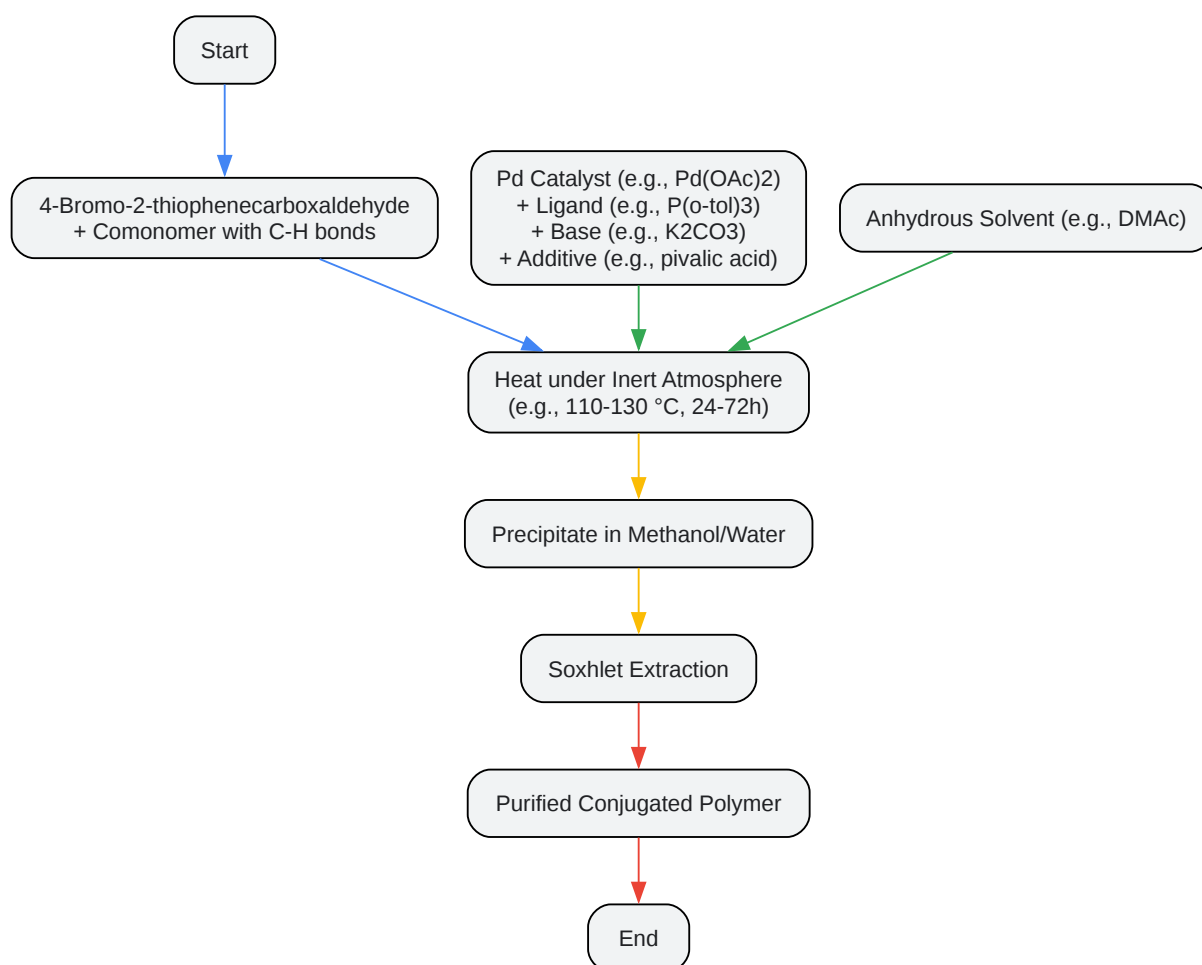 Start
4-Bromo-2-thiophenecarboxaldehyde
+ Comonomer with C-H bonds
Pd Catalyst (e.g., Pd(OAc)2)
+ Ligand (e.g., P(o-tol)3)
+ Base (e.g., K2CO3)
+ Additive (e.g., pivalic acid)
Anhydrous Solvent (e.g., DMAc)
Heat under Inert Atmosphere
(e.g., 110-130 °C, 24-72h)
Precipitate in Methanol/Water
Soxhlet Extraction
Purified Conjugated Polymer
End